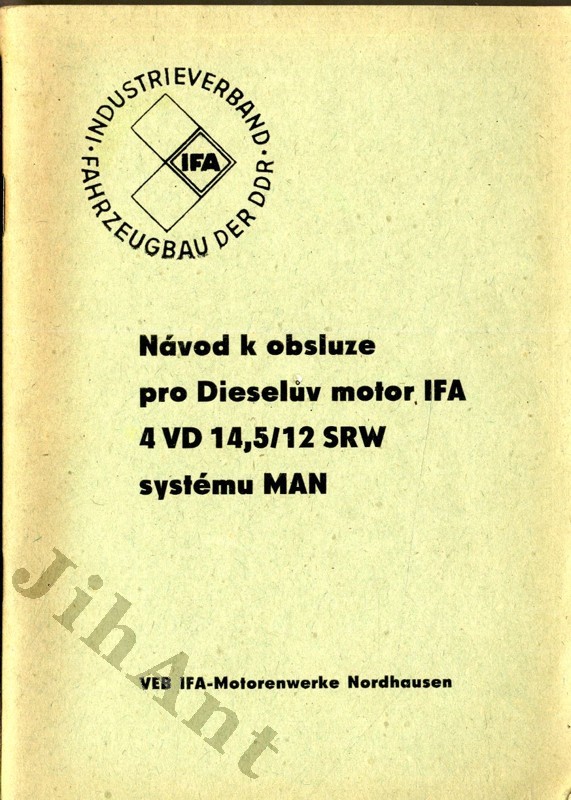 · INDUSTRIEVERBAND ·
FAHRZEUGBAU DER DDR
IFA
Návod k obsluze
pro Dieselův motor IFA
4 VD 14,5/12 SRW
systému MAN
VEB IFA-Motorenwerke Nordhausen
JihAnt